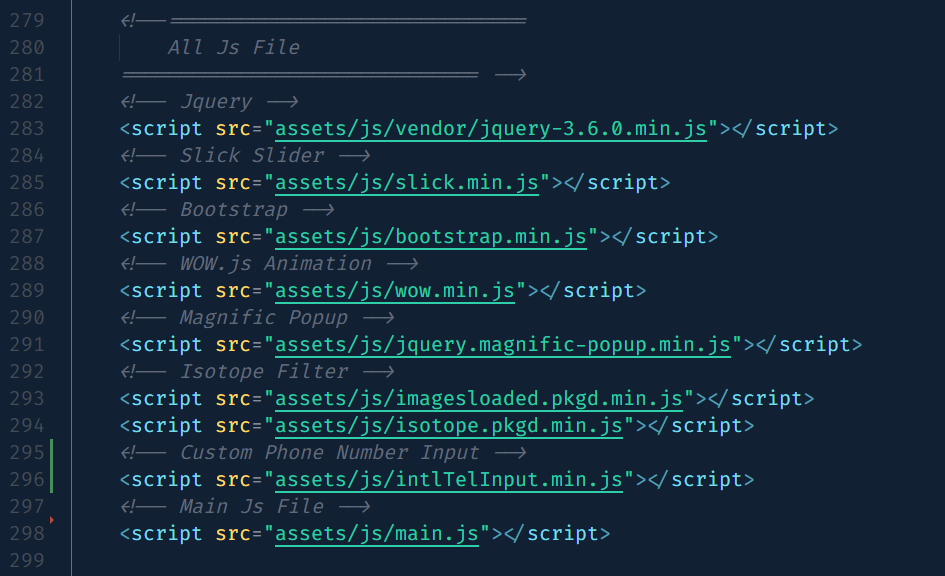 279 <!--==============================
280 All Js File
281 ============================== -->
282 <!-- Jquery -->
283 <script src="assets/js/vendor/jquery-3.6.0.min.js"></script>
284 <!-- Slick Slider -->
285 <script src="assets/js/slick.min.js"></script>
286 <!-- Bootstrap -->
287 <script src="assets/js/bootstrap.min.js"></script>
288 <!-- WOW.js Animation -->
289 <script src="assets/js/wow.min.js"></script>
290 <!-- Magnific Popup -->
291 <script src="assets/js/jquery.magnific-popup.min.js"></script>
292 <!-- Isotope Filter -->
293 <script src="assets/js/imagesloaded.pkgd.min.js"></script>
294 <script src="assets/js/isotope.pkgd.min.js"></script>
295 <!-- Custom Phone Number Input -->
296 <script src="assets/js/intlTelInput.min.js"></script>
297 <!-- Main Js File -->
298 <script src="assets/js/main.js"></script>
299